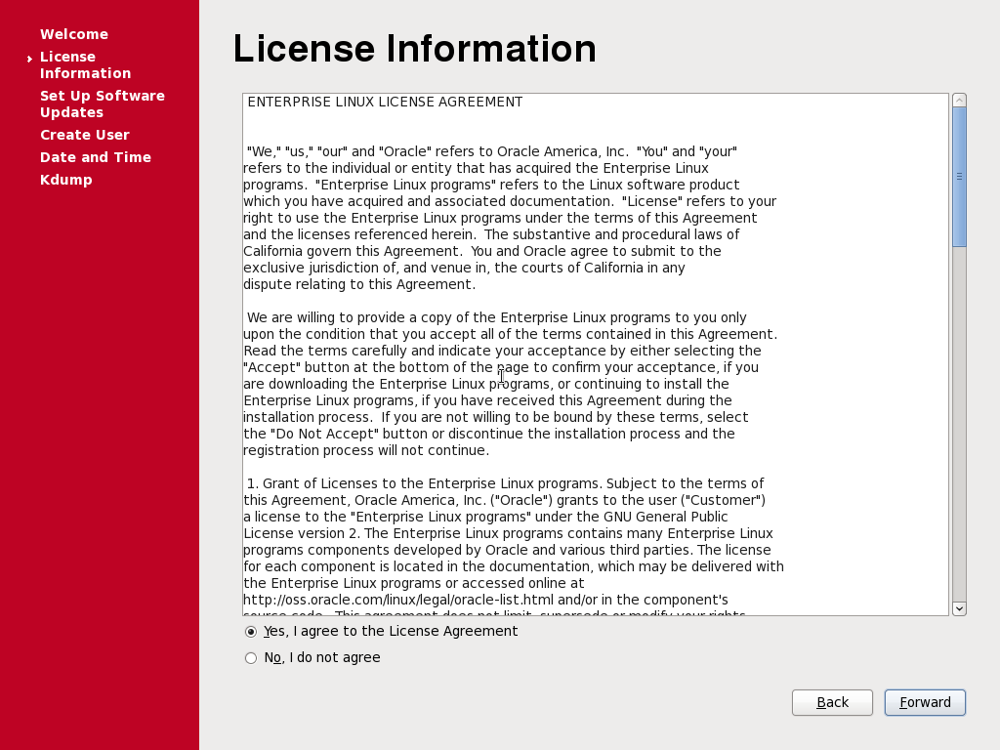 Welcome
License
Information
Set Up Software
Updates
Create User
Date and Time
Kdump
License Information
ENTERPRISE LINUX LICENSE AGREEMENT
"We," "us," "our" and "Oracle" refers to Oracle America, Inc.  "You" and "your"
refers to the individual or entity that has acquired the Enterprise Linux
programs.  "Enterprise Linux programs" refers to the Linux software product
which you have acquired and associated documentation.  "License" refers to your
right to use the Enterprise Linux programs under the terms of this Agreement
and the licenses referenced herein.  The substantive and procedural laws of
California govern this Agreement.  You and Oracle agree to submit to the
exclusive jurisdiction of, and venue in, the courts of California in any
dispute relating to this Agreement.
We are willing to provide a copy of the Enterprise Linux programs to you only
upon the condition that you accept all of the terms contained in this Agreement.
Read the terms carefully and indicate your acceptance by either selecting the
"Accept" button at the bottom of the page to confirm your acceptance, if you
are downloading the Enterprise Linux programs, or continuing to install the
Enterprise Linux programs, if you have received this Agreement during the
installation process.  If you are not willing to be bound by these terms, select
the "Do Not Accept" button or discontinue the installation process and the
registration process will not continue.
1. Grant of Licenses to the Enterprise Linux programs. Subject to the terms of
this Agreement, Oracle America, Inc. ("Oracle") grants to the user ("Customer")
a license to the "Enterprise Linux programs" under the GNU General Public
License version 2. The Enterprise Linux programs contains many Enterprise Linux
programs components developed by Oracle and various third parties. The license
for each component is located in the documentation, which may be delivered with
the Enterprise Linux programs or accessed online at
http://oss.oracle.com/linux/legal/oracle-list.html and/or in the component's
source code.  This agreement does not limit, supersede or modify your rights
Yes, I agree to the License Agreement
No, I do not agree
Back
Forward